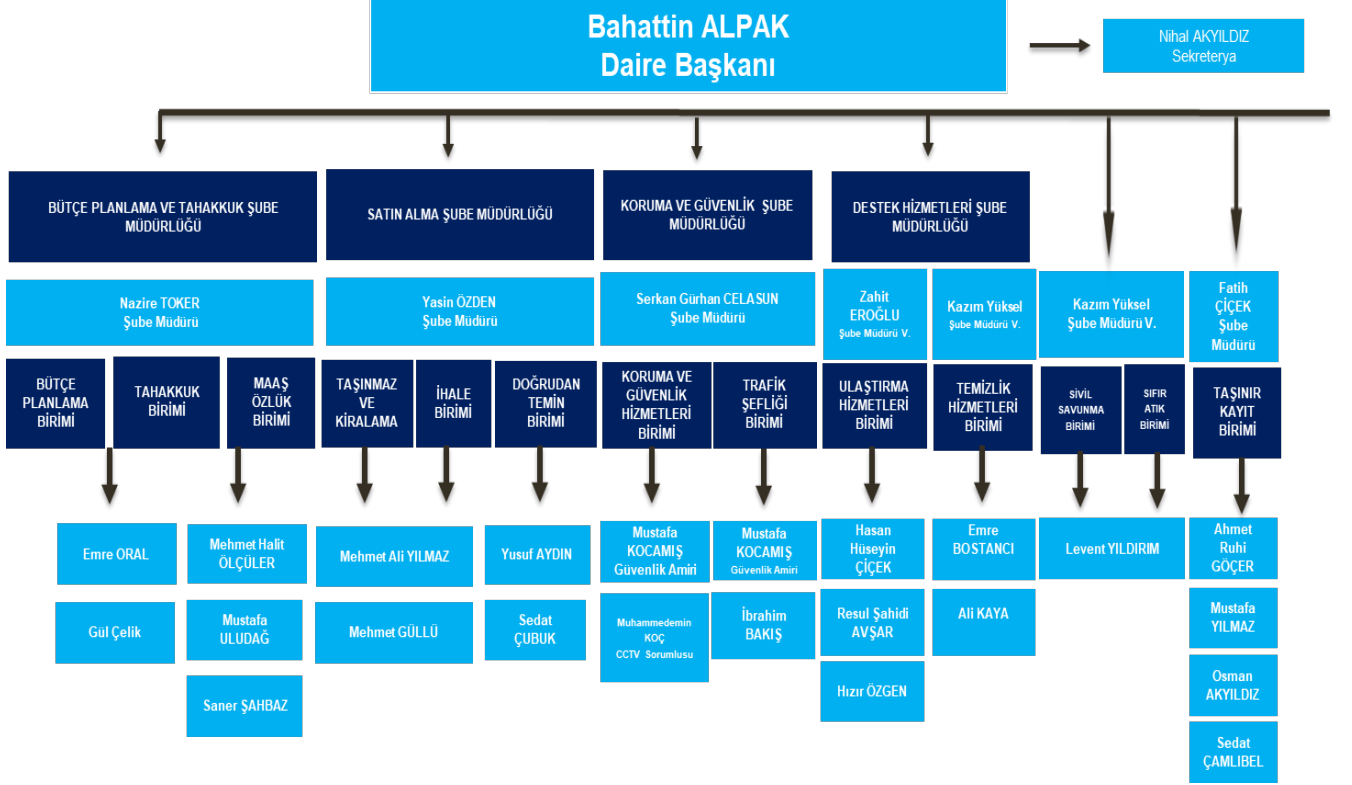 Bahattin ALPAK
Daire Başkanı
Nihal AKYILDIZ
Sekreterya
BÜTÇE PLANLAMA VE TAHAKKUK ŞUBE
MÜDÜRLÜĞÜ
SATIN ALMA ŞUBE MÜDÜRLÜĞÜ
KORUMA VE GÜVENLİK ŞUBE
MÜDÜRLÜĞÜ
DESTEK HİZMETLERİ ŞUBE
MÜDÜRLÜĞÜ
Nazire TOKER
Şube Müdürü
Yasin ÖZDEN
Şube Müdürü
Serkan Gürhan CELASUN
Şube Müdürü
Zahit
EROĞLU
Şube Müdürü V.
Kazım Yüksel
Şube Müdürü V.
Kazım Yüksel
Şube Müdürü V.
Fatih
ÇİÇEK
Şube
Müdürü
BÜTÇE
PLANLAMA
BİRİMİ
TAHAKKUK
BİRİMİ
MAAŞ
ÖZLÜK
BİRİMİ
TAŞINMAZ
VE
KİRALAMA
İHALE
BİRİMİ
DOĞRUDAN
TEMİN
BİRİMİ
KORUMA VE
GÜVENLİK
HİZMETLERİ
BİRİMİ
TRAFİK
ŞEFLİĞİ
BİRİMİ
ULAŞTIRMA
HİZMETLERİ
BİRİMİ
TEMİZLİK
HİZMETLERİ
BİRİMİ
SİVİL
SAVUNMA
BİRİMİ
SIFIR
ATIK
BİRİMİ
TAŞINIR
KAYIT
BİRİMİ
Emre ORAL
Mehmet Halit
ÖLÇÜLER
Mehmet Ali YILMAZ
Yusuf AYDIN
Mustafa
KOCAMIŞ
Güvenlik Amiri
Mustafa
KOCAMIŞ
Güvenlik Amiri
Hasan
Hüseyin
ÇİÇEK
Emre
BOSTANCI
Levent YILDIRIM
Ahmet
Ruhi
GÖÇER
Gül Çelik
Mustafa
ULUDAĞ
Mehmet GÜLLÜ
Sedat
ÇUBUK
Muhammedemin
KOÇ
CCTV Sorumlusu
İbrahim
BAKIŞ
Resul Şahidi
AVŞAR
Ali KAYA
Mustafa
YILMAZ
Saner ŞAHBAZ
Hızır ÖZGEN
Osman
AKYILDIZ
Sedat
ÇAMLIBEL